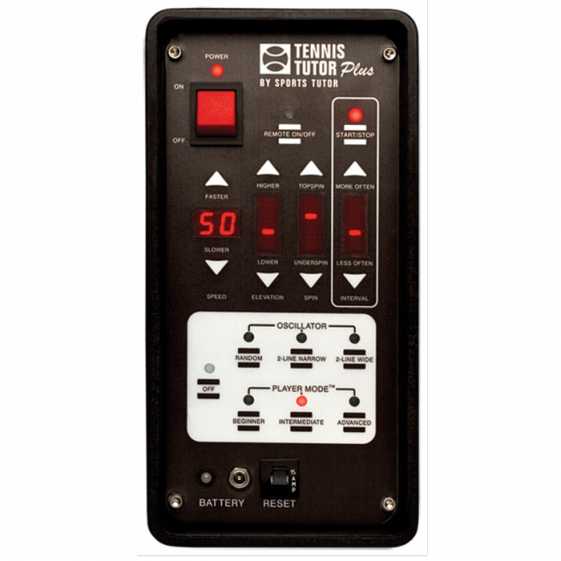 TENNIS
TUTOR Plus
BY SPORTS TUTOR
POWER
ON
OFF
REMOTE ON/OFF
START/STOP
HIGHER
TOPSPIN
MORE OFTEN
FASTER
50
SLOWER
LOWER
UNDERSPIN
LESS OFTEN
SPEED
ELEVATION
SPIN
INTERVAL
OSCILLATOR
RANDOM
2-LINE NARROW
2-LINE WIDE
OFF
PLAYER MODE™
BEGINNER
INTERMEDIATE
ADVANCED
BATTERY
RESET